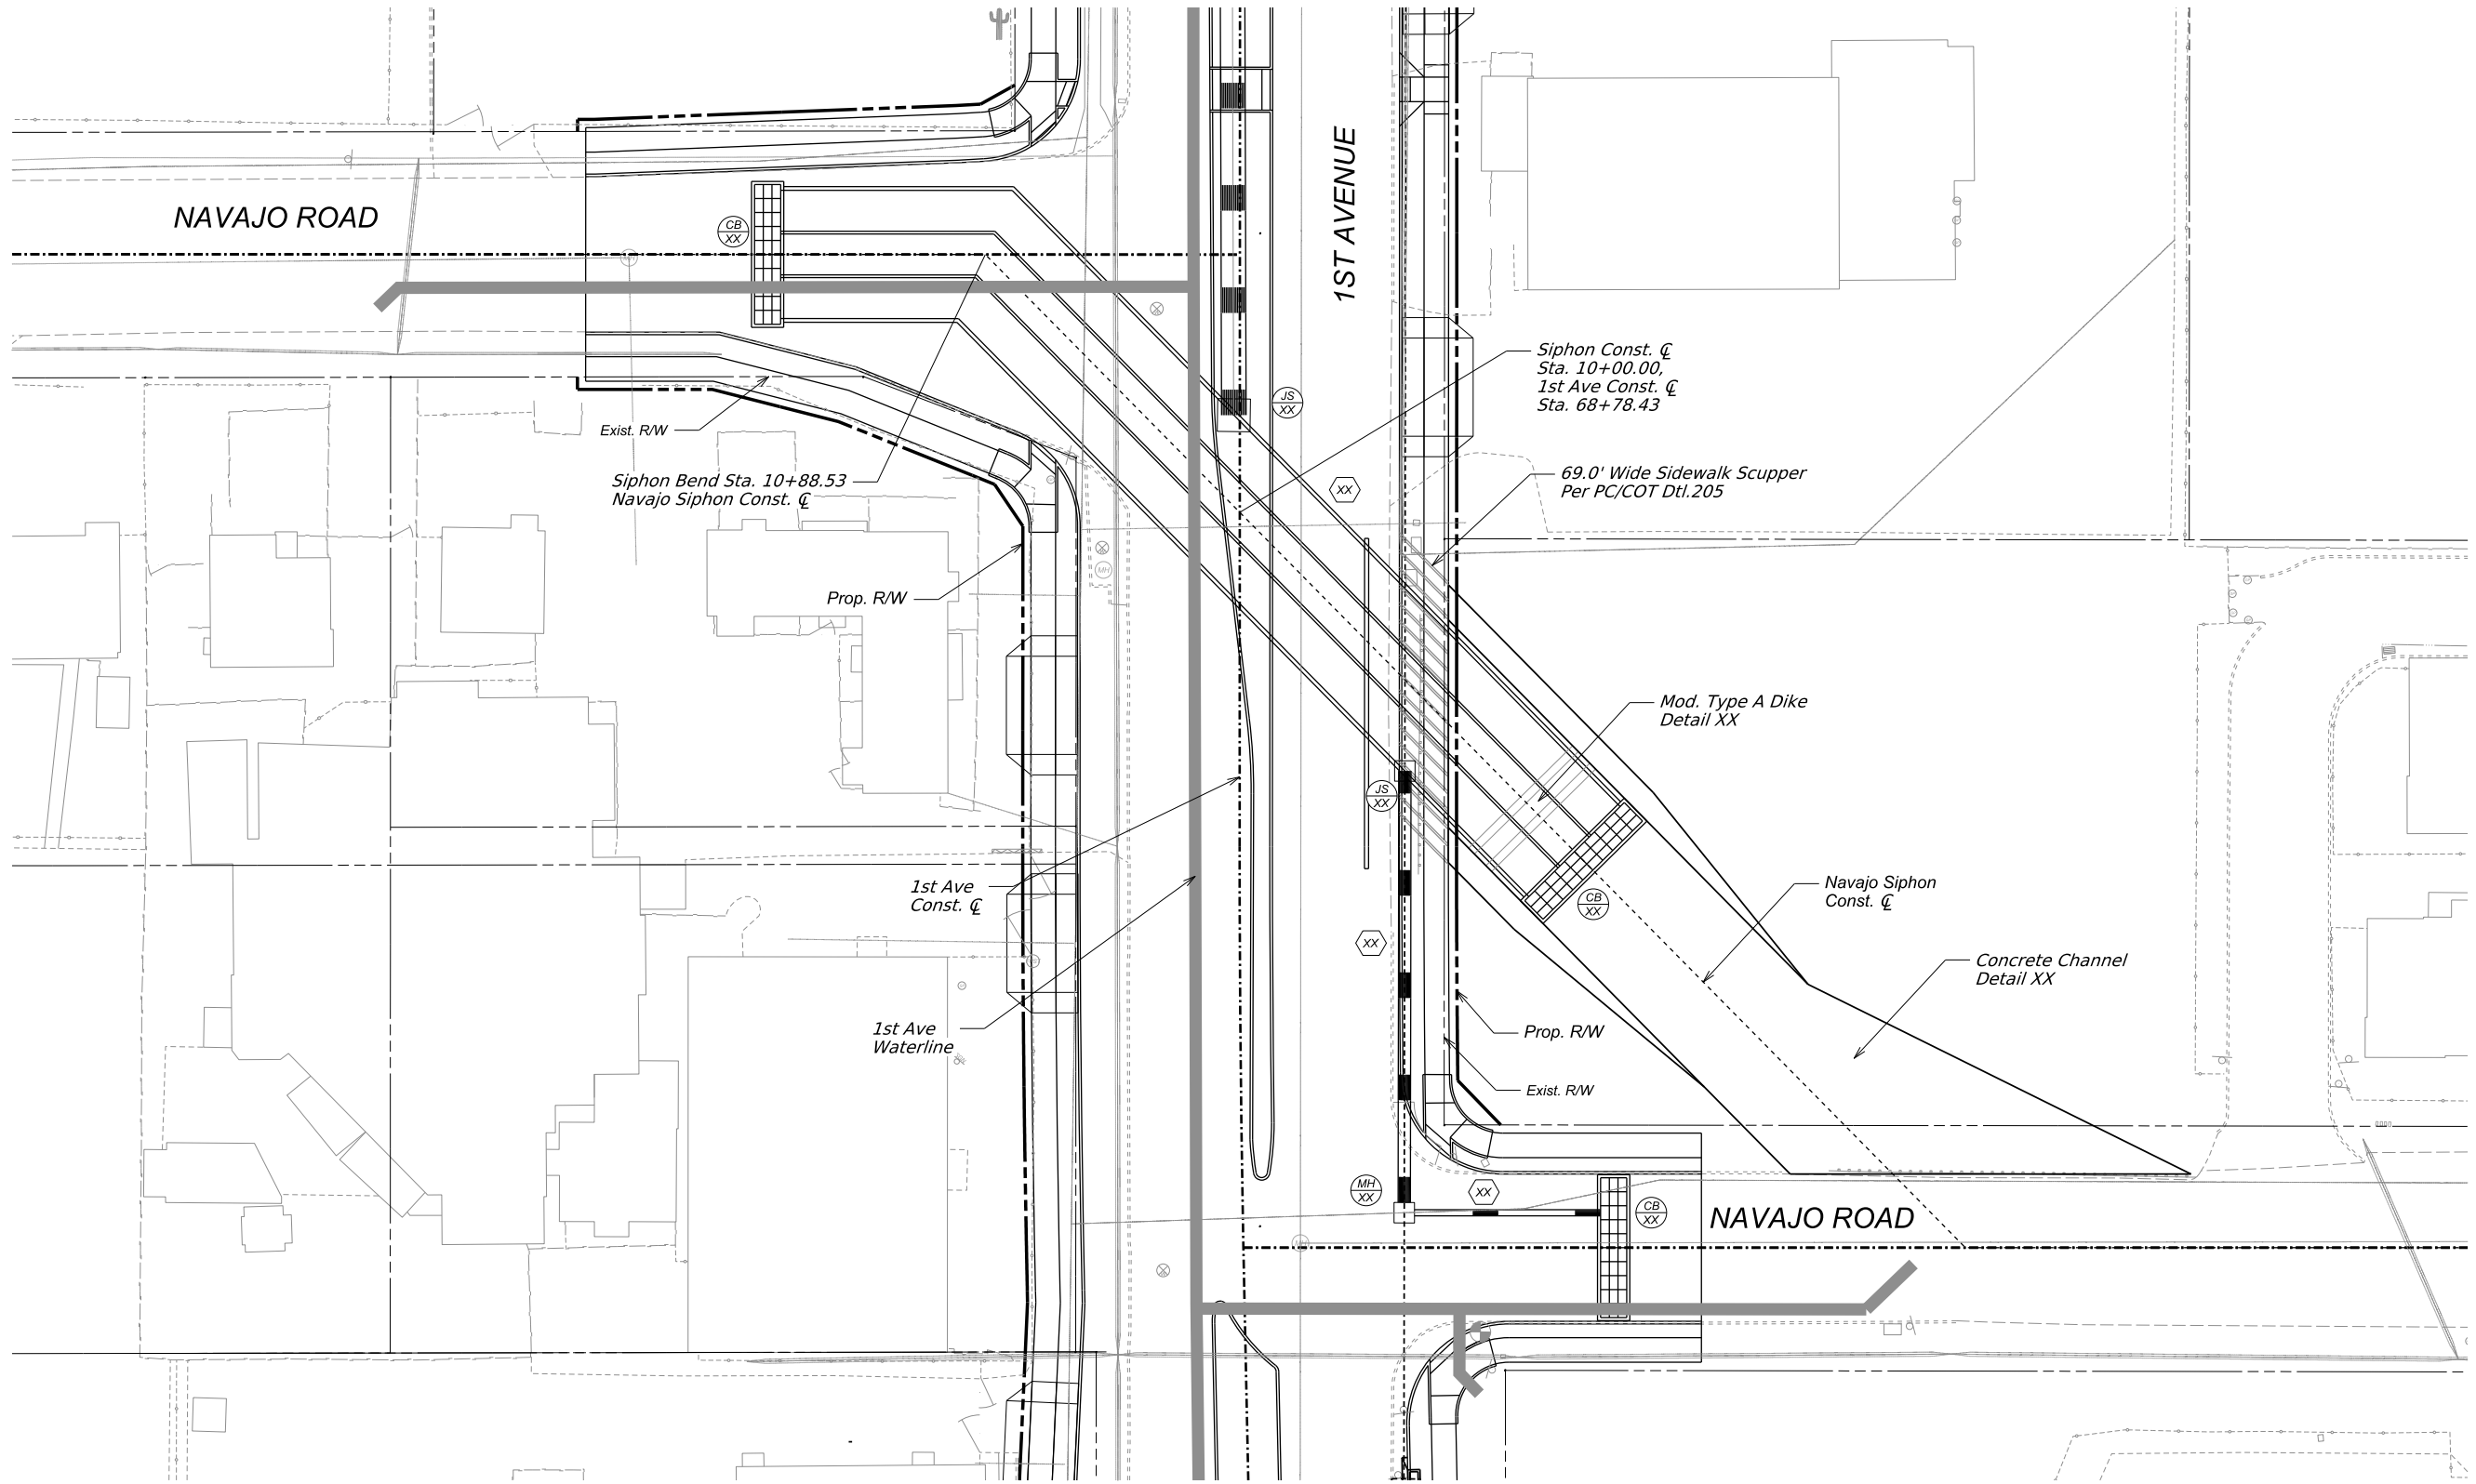 NAVAJO ROAD
CB
XX
1ST AVENUE
Siphon Const. ℄
Sta. 10+00.00,
1st Ave Const. ℄
Sta. 68+78.43
JS
XX
Exist. R/W
Siphon Bend Sta. 10+88.53
Navajo Siphon Const. ℄
XX
69.0' Wide Sidewalk Scupper
Per PC/COT Dtl.205
MH
Prop. R/W
Mod. Type A Dike
Detail XX
JS
XX
1st Ave
Const. ℄
CB
XX
Navajo Siphon
Const. ℄
XX
Concrete Channel
Detail XX
1st Ave
Waterline
Prop. R/W
Exist. R/W
MH
XX
XX
CB
XX
NAVAJO ROAD
MH